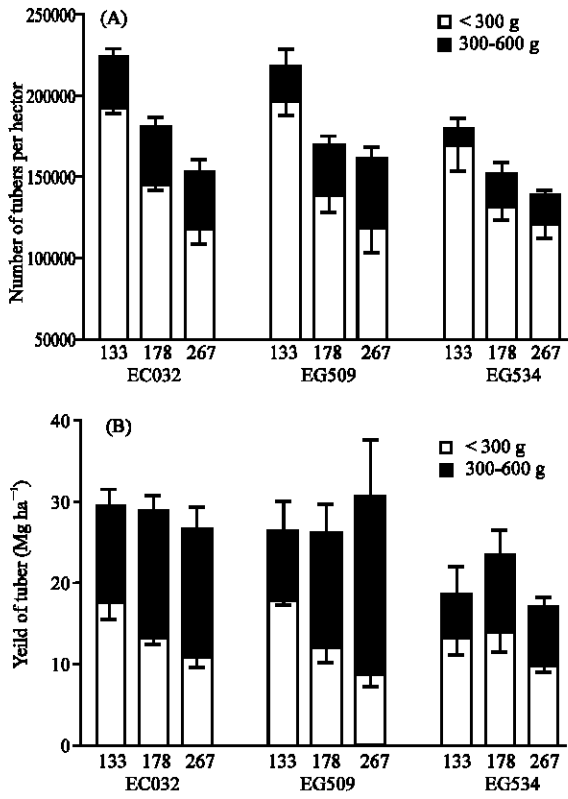 (A)
< 300 g
300-600 g
Number of tubers per hector
250000
200000
150000
100000
50000
133 178 267 133 178 267 133 178 267
EC032 EG509 EG534
(B)
< 300 g
300-600 g
Yeild of tuber (Mg ha⁻¹)
40
30
20
10
0
133 178 267 133 178 267 133 178 267
EC032 EG509 EG534